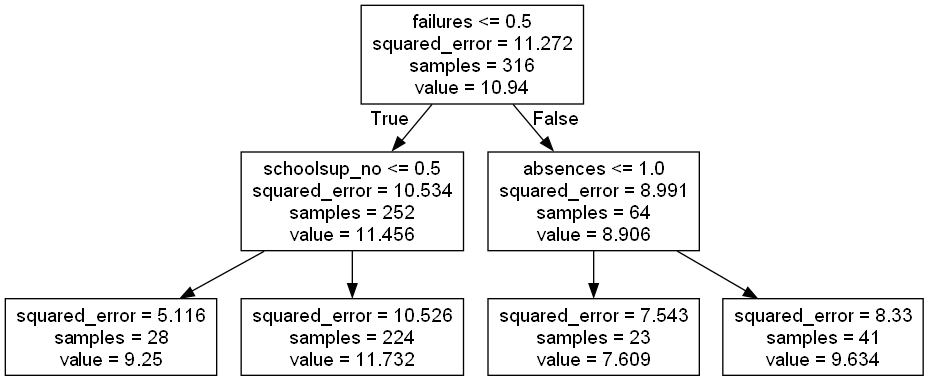 failures <= 0.5
squared_error = 11.272
samples = 316
value = 10.94
True
False
schoolsup_no <= 0.5
squared_error = 10.534
samples = 252
value = 11.456
absences <= 1.0
squared_error = 8.991
samples = 64
value = 8.906
squared_error = 5.116
samples = 28
value = 9.25
squared_error = 10.526
samples = 224
value = 11.732
squared_error = 7.543
samples = 23
value = 7.609
squared_error = 8.33
samples = 41
value = 9.634